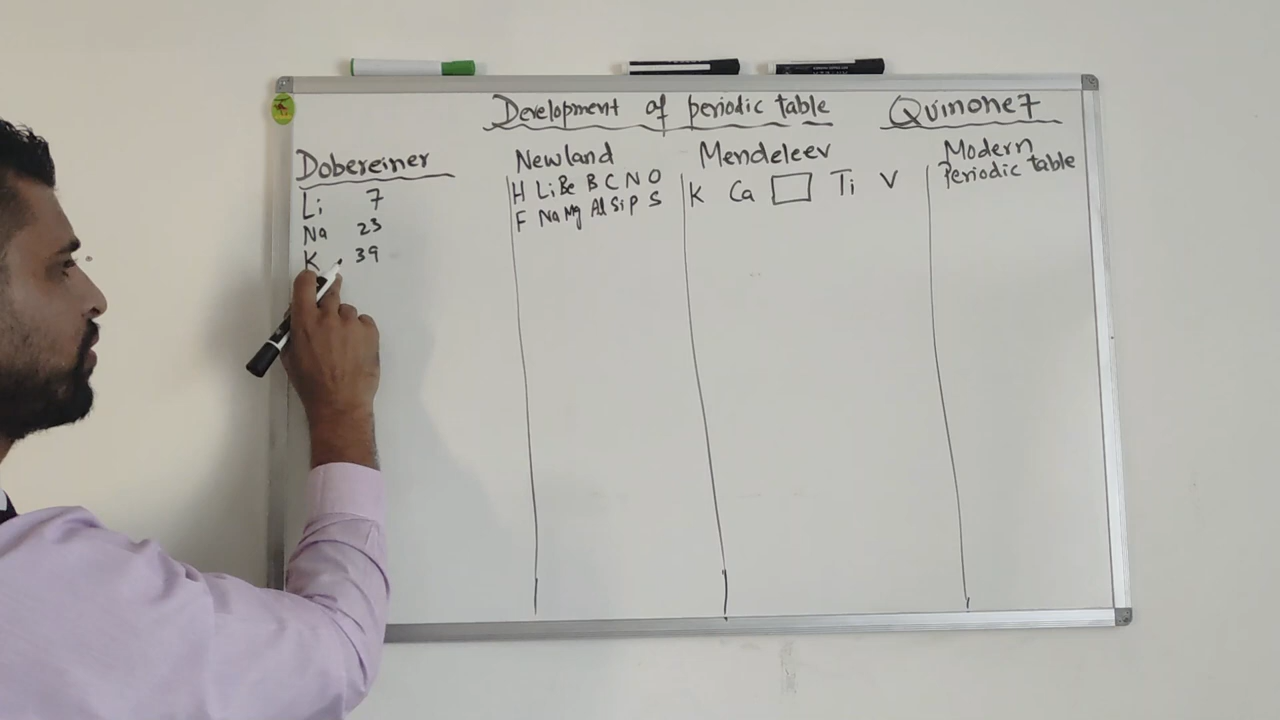 Development of periodic table
Quinone7
Dobereiner
Li 7
Na 23
K 39
Newland
H Li Be B C N O
F Na Mg Al Si P S
Mendeleev
K Ca Ti V
Modern
Periodic table